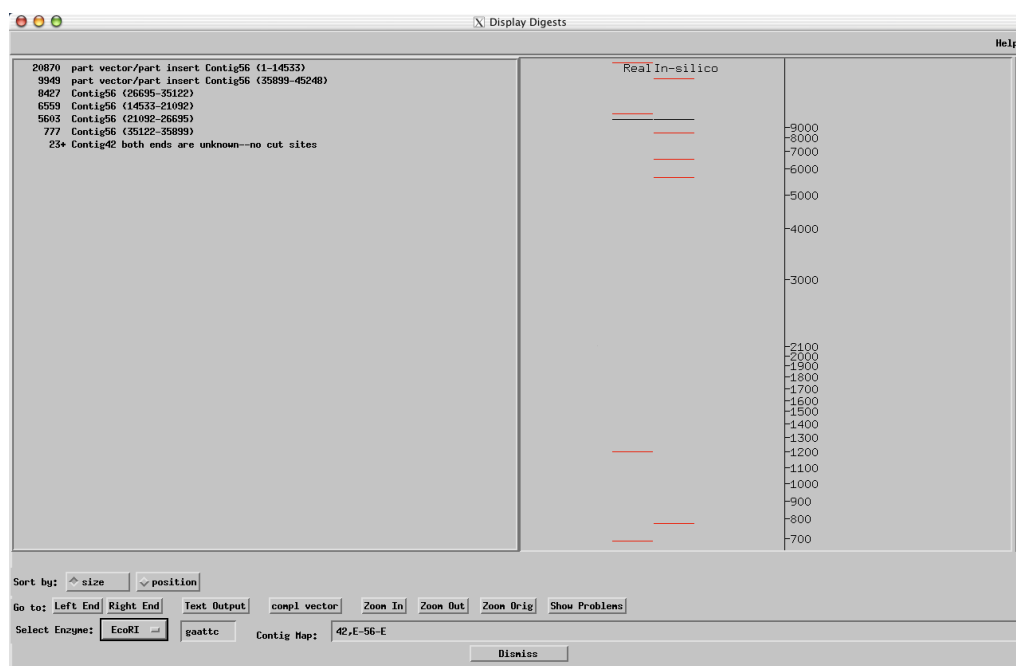 Display Digests
Help
20870 part vector/part insert Contig56 (1-14533)
9949 part vector/part insert Contig56 (35899-45248)
8427 Contig56 (26695-35122)
6559 Contig56 (14533-21092)
5603 Contig56 (21092-26695)
777 Contig56 (35122-35899)
23+ Contig42 both ends are unknown--no cut sites
Real In-silico
9000
8000
7000
6000
5000
4000
3000
2100
2000
1900
1800
1700
1600
1500
1400
1300
1200
1100
1000
900
800
700
Sort by: size position
Go to: Left End Right End Text Output compl vector Zoom In Zoom Out Zoom Orig Show Problems
Select Enzyme: EcoRI gaattc Contig Map: 42,E-56-E
Dismiss